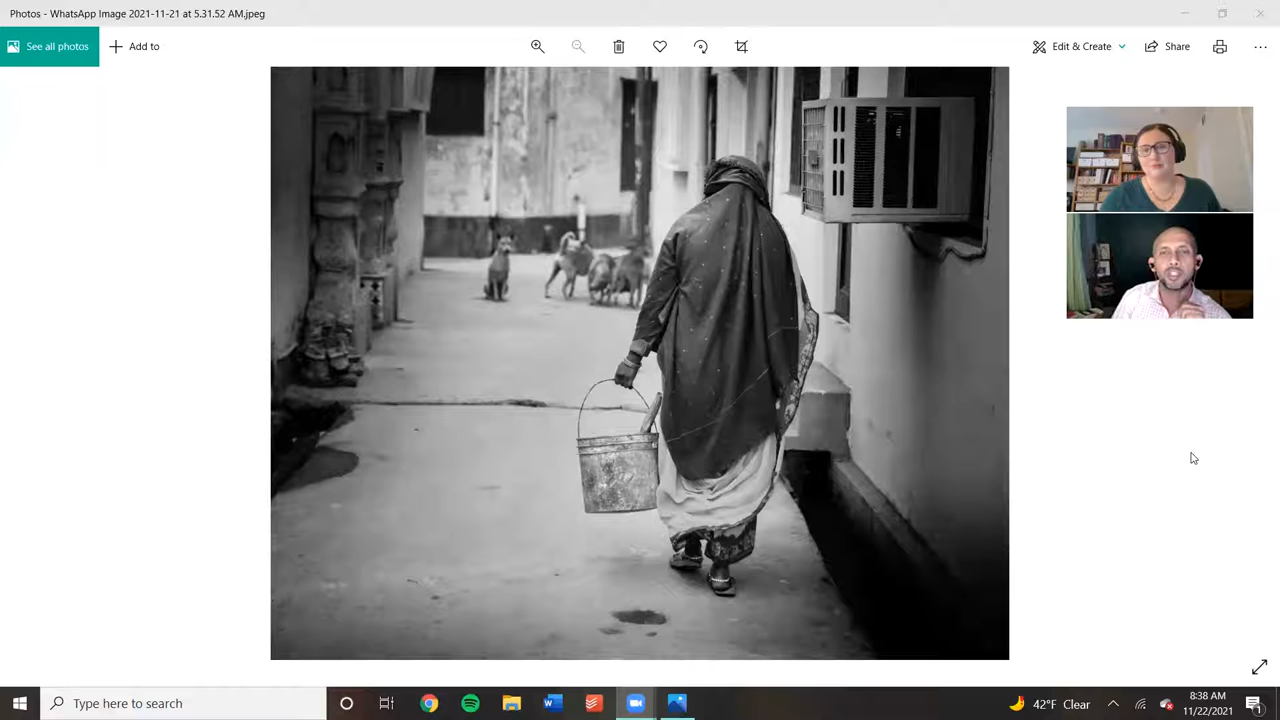 Photos - WhatsApp Image 2021-11-21 at 5.31.52 AM.jpeg
See all photos
Add to
Edit & Create
Share
Type here to search
42°F Clear
8:38 AM
11/22/2021